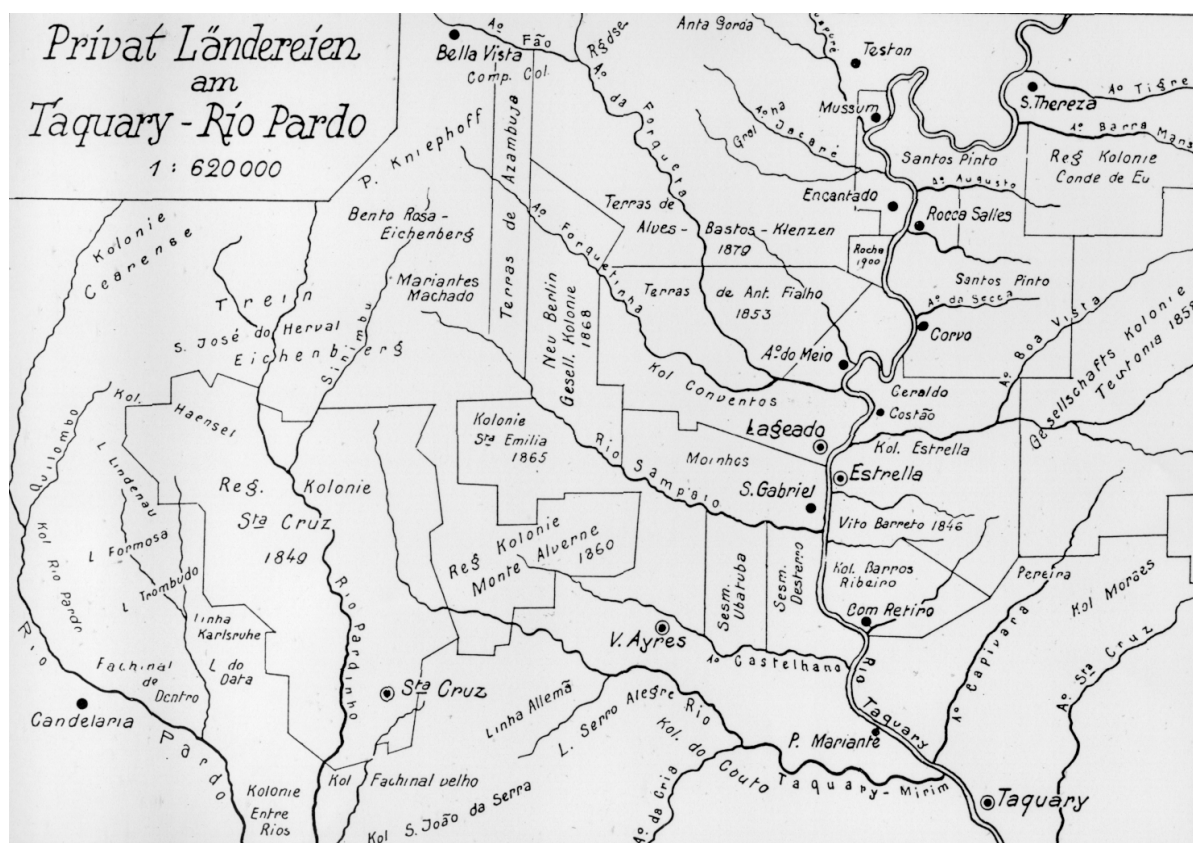 Privat Ländereien
am
Taquary - Rio Pardo
1 : 620000
Aº Fão
Bella Vista
Comp. Col.
Rgdse
Aº da Forqueta
Anta Gorda
Teston
Mussum
S. Thereza
Aº Tigre
Aº Barra Mans
Reg Kolonie
Conde de Eu
Santos Pinto
Aº Augusto
Jacaré
Encantado
Rocca Salles
Roche
1900
Santos Pinto
Aº da Secca
Corvo
P. Kniephoff
Terras de Azambuja
Aº Forquetinha
Terras de
Alves - Bastos - Klenzen
1879
Bento Rosa -
Eichenberg
Mariantes
Machado
Neu Berlin
Gesell. Kolonie
1868
Terras de Ant. Fialho
1853
Aº do Meio
Aº Boa Vista
Gesellschafts Kolonie
Teutonia 1858
Kolonie
Cearense
Trein
S. José do Herval
Eichenberg
Sinimbu
Kol Conventos
Geraldo
Costão
Lageado
Kol. Estrella
Estrella
Kol. Haensel
Quilombo
L Lindenau
Reg. Kolonie
Sta Cruz
1849
Kolonie
Sta Emilia
1865
Rio Sampaio
Moinhos
S. Gabriel
Vito Barreto 1846
L Formosa
Kol Rio Pardo
L Trombudo
Reg Kolonie
Monte Alverne
1860
Sesm.
Ubatuba
Sesm.
Desterro
Kol. Barros
Ribeiro
Pereira
Kol Morães
Bom Retiro
Linha
Karlsruhe
L do
Data
Rio Pardinho
V. Ayres
Aº Castelhano
Rio Taquary
Aº Capivara
Aº Sta Cruz
Rio Pardo
Fachinal
de
Dentro
Candelaria
Sta Cruz
Linha Allemã
L. Serro Alegre
Rio Taquary - Mirim
P. Mariante
Kol. do
Couto
Aº da Cria
Taquary
Kolonie
Entre
Rios
Kol Fachinal velho
Kol S. João da Serra